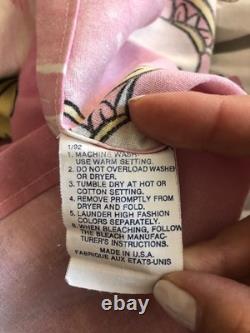 1/92
1. MACHINE WASH
USE WARM SETTING.
2. DO NOT OVERLOAD WASHER
OR DRYER.
3. TUMBLE DRY AT HOT OR
COTTON SETTING.
4. REMOVE PROMPTLY FROM
DRYER AND FOLD.
5. LAUNDER HIGH FASHION
COLORS SEPARATELY.
6. WHEN BLEACHING, FOLLOW
THE BLEACH MANUFAC-
TURER'S INSTRUCTIONS.
MADE IN U.S.A.
FABRIQUE AUX ETATS-UNIS